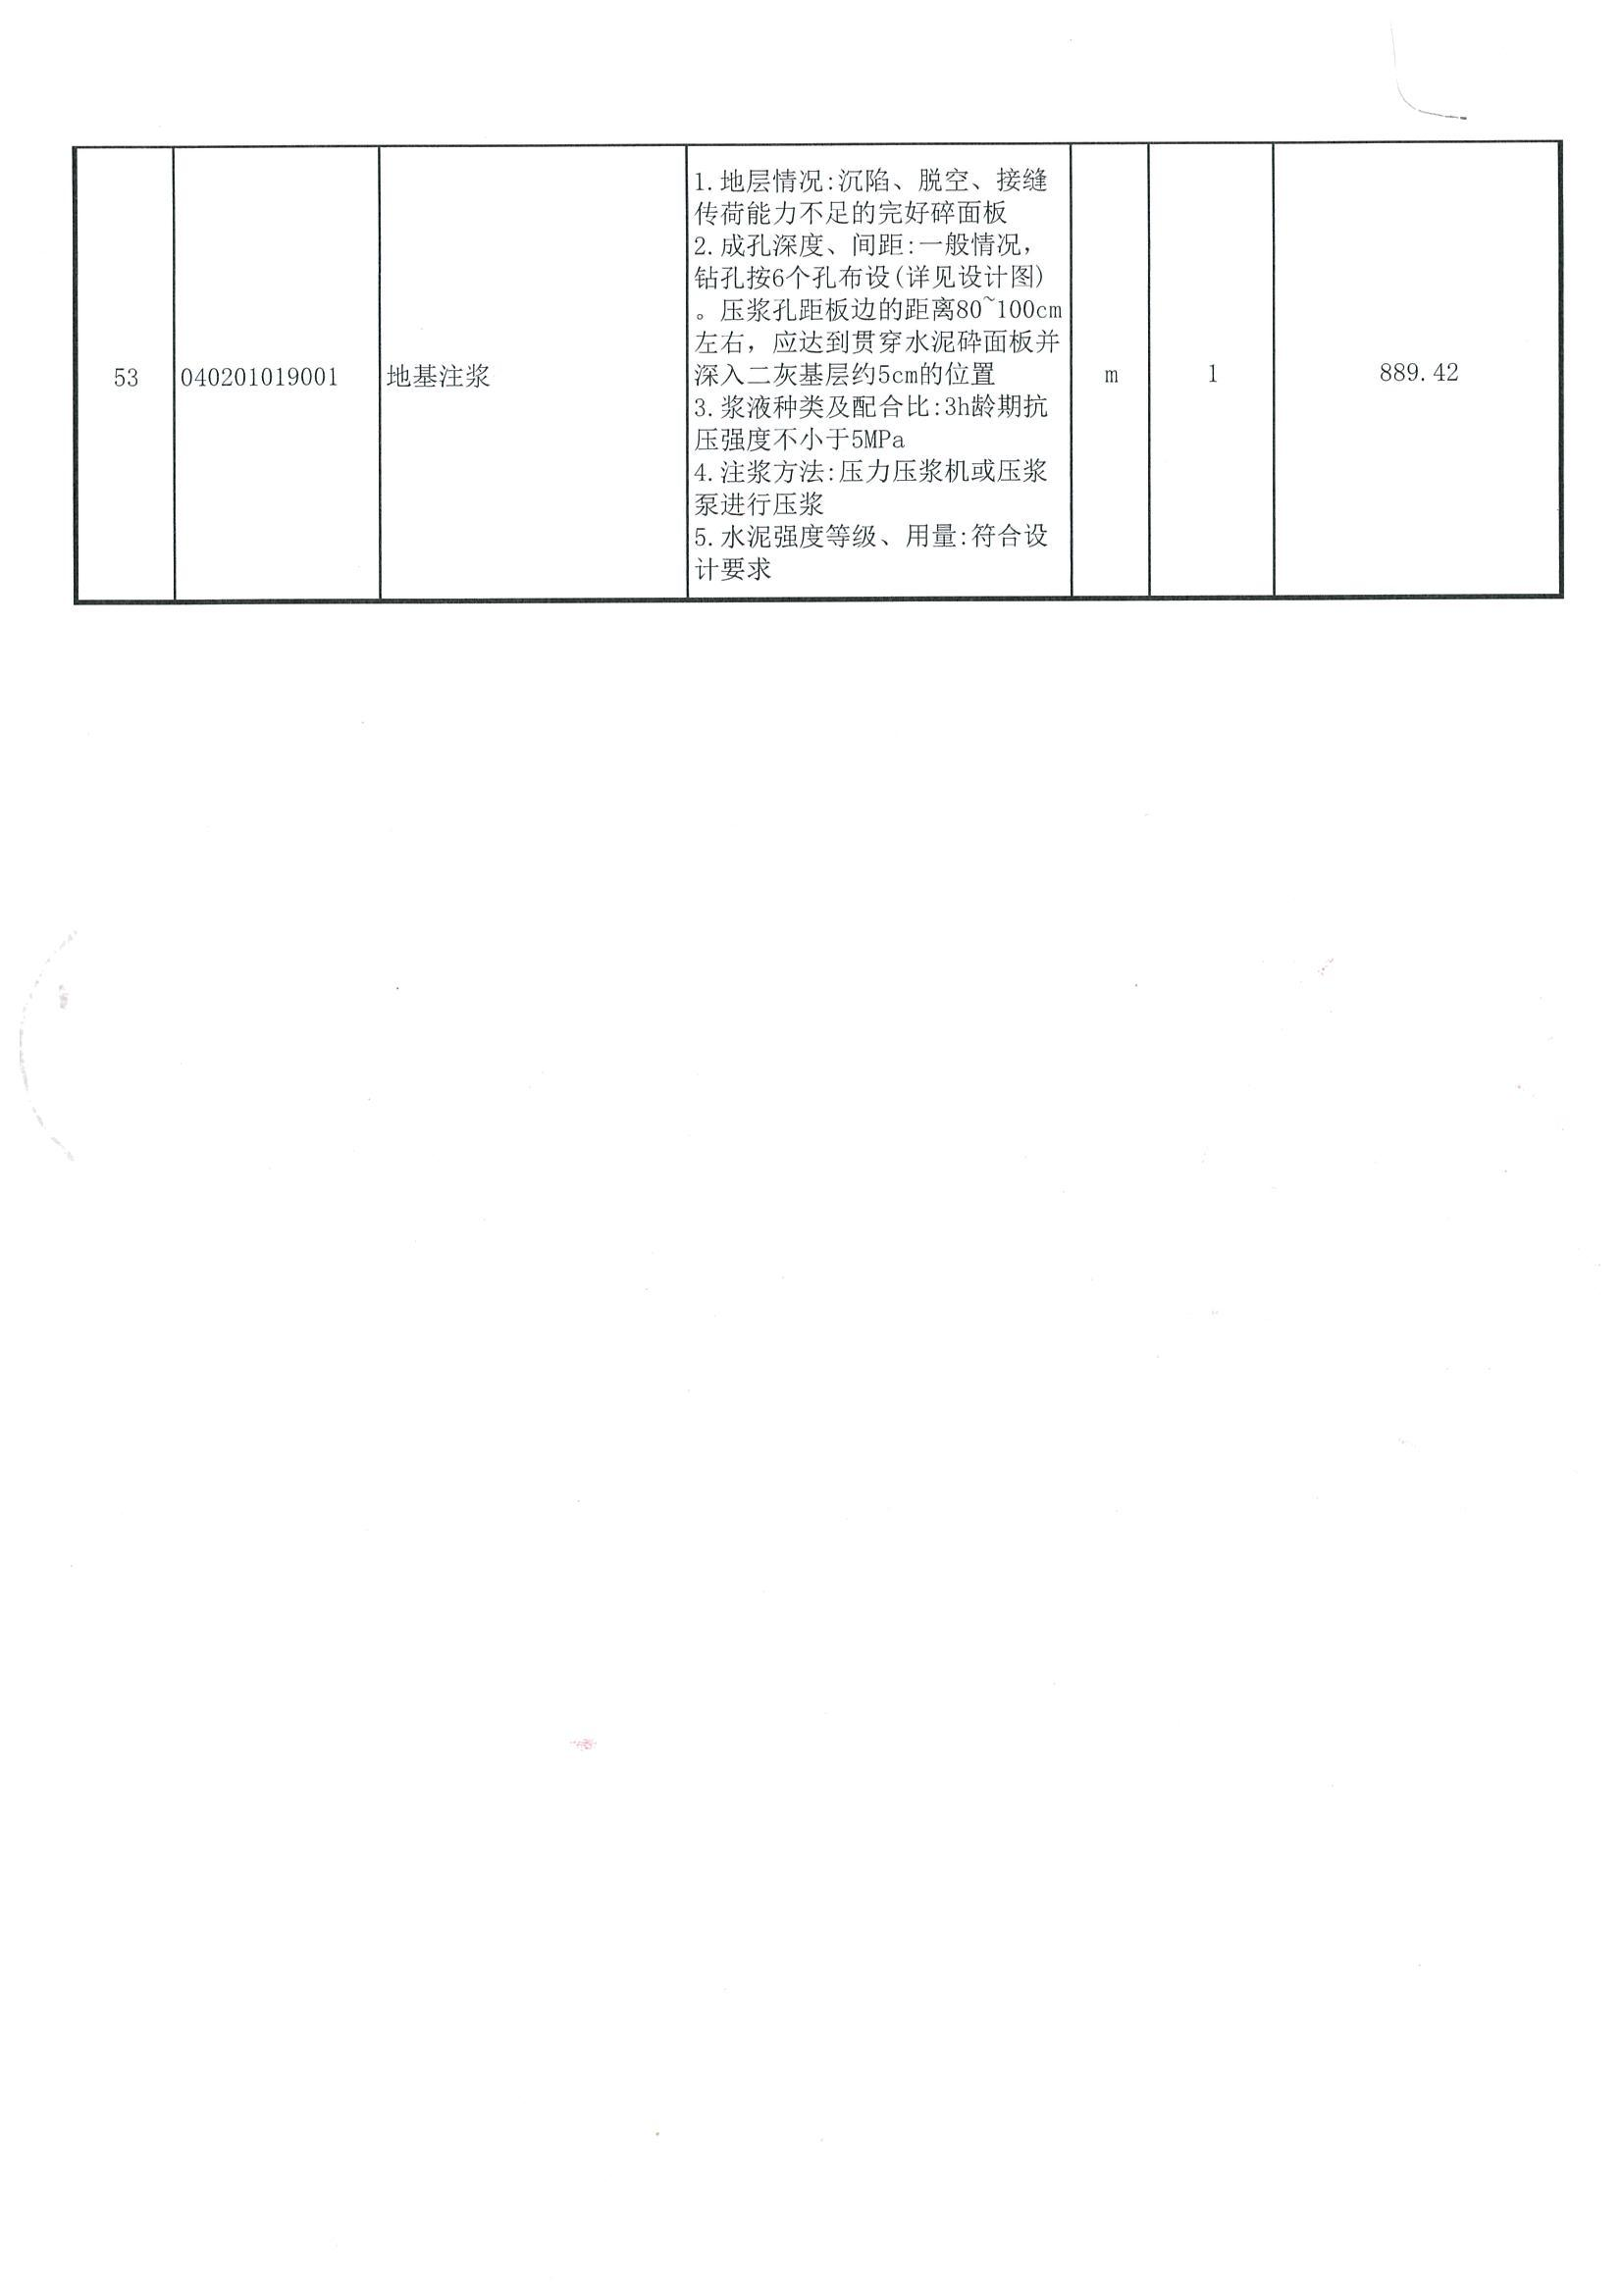 53
040201019001
地基注浆
1.地层情况:沉陷、脱空、接缝
传荷能力不足的完好碎面板
2.成孔深度、间距:一般情况,
钻孔按6个孔布设(详见设计图)
。压浆孔距板边的距离80~100cm
左右，应达到贯穿水泥砕面板并
深入二灰基层约5cm的位置
3.浆液种类及配合比:3h龄期抗
压强度不小于5MPa
4.注浆方法:压力压浆机或压浆
泵进行压浆
5.水泥强度等级、用量:符合设
计要求
m
1
889.42